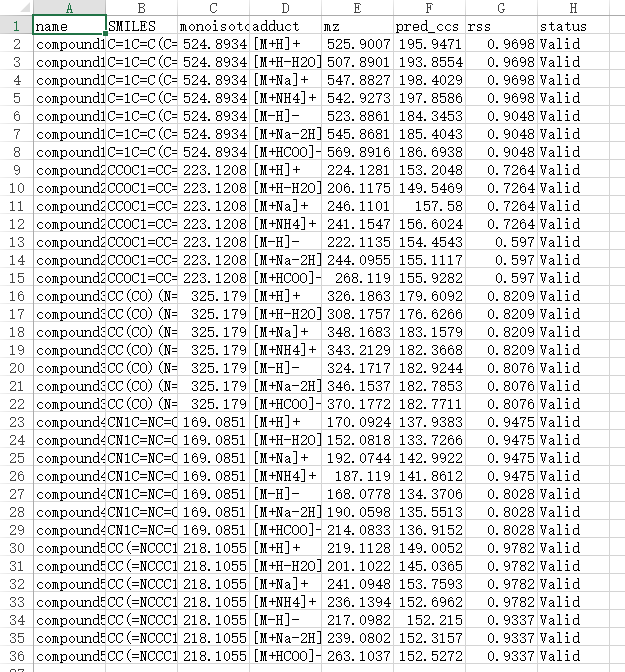 A B C D E F G H
1 name SMILES monoisoto adduct mz pred_ccs rss status
2 compound1 C=1C=C(C= 524.8934 [M+H]+ 525.9007 195.9471 0.9698 Valid
3 compound1 C=1C=C(C= 524.8934 [M+H-H2O] 507.8901 193.8554 0.9698 Valid
4 compound1 C=1C=C(C= 524.8934 [M+Na]+ 547.8827 198.4029 0.9698 Valid
5 compound1 C=1C=C(C= 524.8934 [M+NH4]+ 542.9273 197.8586 0.9698 Valid
6 compound1 C=1C=C(C= 524.8934 [M-H]- 523.8861 184.3453 0.9048 Valid
7 compound1 C=1C=C(C= 524.8934 [M+Na-2H] 545.8681 185.4043 0.9048 Valid
8 compound1 C=1C=C(C= 524.8934 [M+HCOO]- 569.8916 186.6938 0.9048 Valid
9 compound2 CCOC1=CC= 223.1208 [M+H]+ 224.1281 153.2048 0.7264 Valid
10 compound2 CCOC1=CC= 223.1208 [M+H-H2O] 206.1175 149.5469 0.7264 Valid
11 compound2 CCOC1=CC= 223.1208 [M+Na]+ 246.1101 157.58 0.7264 Valid
12 compound2 CCOC1=CC= 223.1208 [M+NH4]+ 241.1547 156.6024 0.7264 Valid
13 compound2 CCOC1=CC= 223.1208 [M-H]- 222.1135 154.4543 0.597 Valid
14 compound2 CCOC1=CC= 223.1208 [M+Na-2H] 244.0955 155.1117 0.597 Valid
15 compound2 CCOC1=CC= 223.1208 [M+HCOO]- 268.119 155.9282 0.597 Valid
16 compound3 CC(CO)(N= 325.179 [M+H]+ 326.1863 179.6092 0.8209 Valid
17 compound3 CC(CO)(N= 325.179 [M+H-H2O] 308.1757 176.6266 0.8209 Valid
18 compound3 CC(CO)(N= 325.179 [M+Na]+ 348.1683 183.1579 0.8209 Valid
19 compound3 CC(CO)(N= 325.179 [M+NH4]+ 343.2129 182.3668 0.8209 Valid
20 compound3 CC(CO)(N= 325.179 [M-H]- 324.1717 182.9244 0.8076 Valid
21 compound3 CC(CO)(N= 325.179 [M+Na-2H] 346.1537 182.7853 0.8076 Valid
22 compound3 CC(CO)(N= 325.179 [M+HCOO]- 370.1772 182.7711 0.8076 Valid
23 compound4 CN1C=NC=C 169.0851 [M+H]+ 170.0924 137.9383 0.9475 Valid
24 compound4 CN1C=NC=C 169.0851 [M+H-H2O] 152.0818 133.7266 0.9475 Valid
25 compound4 CN1C=NC=C 169.0851 [M+Na]+ 192.0744 142.9922 0.9475 Valid
26 compound4 CN1C=NC=C 169.0851 [M+NH4]+ 187.119 141.8612 0.9475 Valid
27 compound4 CN1C=NC=C 169.0851 [M-H]- 168.0778 134.3706 0.8028 Valid
28 compound4 CN1C=NC=C 169.0851 [M+Na-2H] 190.0598 135.5513 0.8028 Valid
29 compound4 CN1C=NC=C 169.0851 [M+HCOO]- 214.0833 136.9152 0.8028 Valid
30 compound5 CC(=NCCC1 218.1055 [M+H]+ 219.1128 149.0052 0.9782 Valid
31 compound5 CC(=NCCC1 218.1055 [M+H-H2O] 201.1022 145.0365 0.9782 Valid
32 compound5 CC(=NCCC1 218.1055 [M+Na]+ 241.0948 153.7593 0.9782 Valid
33 compound5 CC(=NCCC1 218.1055 [M+NH4]+ 236.1394 152.6962 0.9782 Valid
34 compound5 CC(=NCCC1 218.1055 [M-H]- 217.0982 152.215 0.9337 Valid
35 compound5 CC(=NCCC1 218.1055 [M+Na-2H] 239.0802 152.3157 0.9337 Valid
36 compound5 CC(=NCCC1 218.1055 [M+HCOO]- 263.1037 152.5272 0.9337 Valid